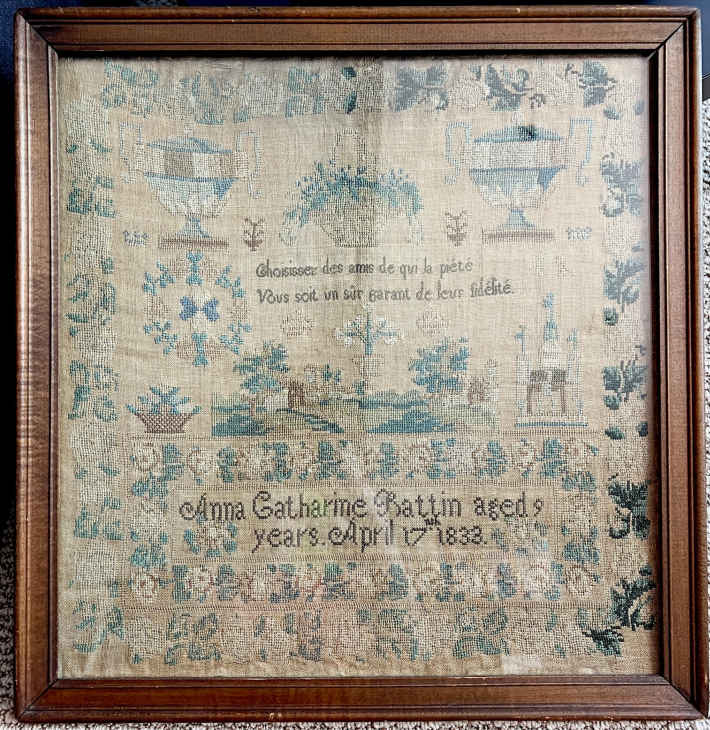 Choisissez des amis de qui la piété
Vous soit un sûr garant de leur fidélité.
Anna Catharine Battin aged 9
years. April 17th 1833.